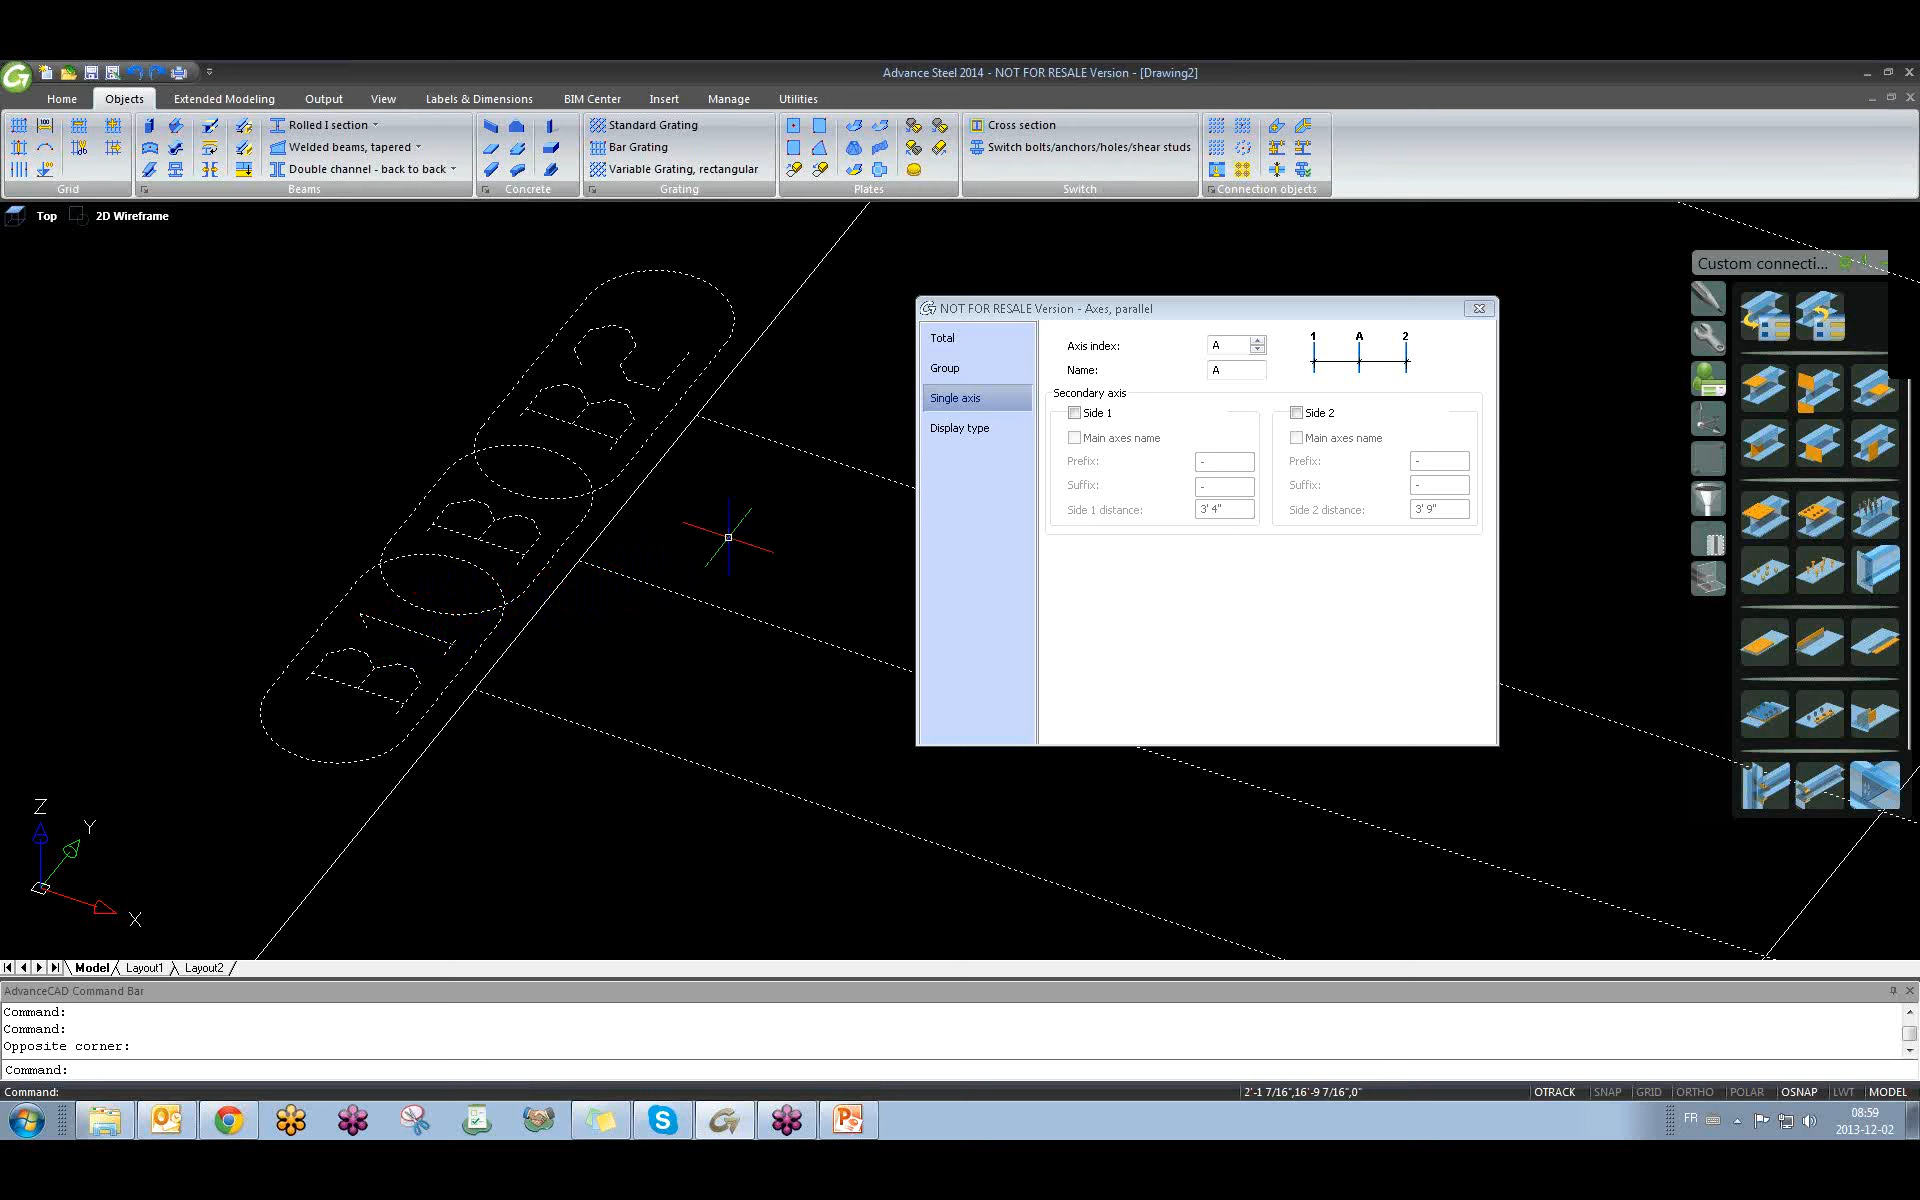 Advance Steel 2014 - NOT FOR RESALE Version - [Drawing2]
Home Objects Extended Modeling Output View Labels & Dimensions BIM Center Insert Manage Utilities
Rolled I section
Welded beams, tapered
Double channel - back to back
Standard Grating
Bar Grating
Variable Grating, rectangular
Cross section
Switch bolts/anchors/holes/shear studs
Grid Beams Concrete Grating Plates Switch Connection objects
Top 2D Wireframe
Custom connecti...
NOT FOR RESALE Version - Axes, parallel
Total
Group
Single axis
Display type
Axis index: A
Name: A
1 A 2
Secondary axis
Side 1
Main axes name
Prefix: -
Suffix: -
Side 1 distance: 3' 4"
Side 2
Main axes name
Prefix: -
Suffix: -
Side 2 distance: 3' 9"
Z
Y
X
Model Layout1 Layout2
AdvanceCAD Command Bar
Command:
Command:
Opposite corner:
Command:
Command:
2'-1 7/16",16'-9 7/16",0"
OTRACK SNAP GRID ORTHO POLAR OSNAP LWT MODEL
FR
08:59
2013-12-02